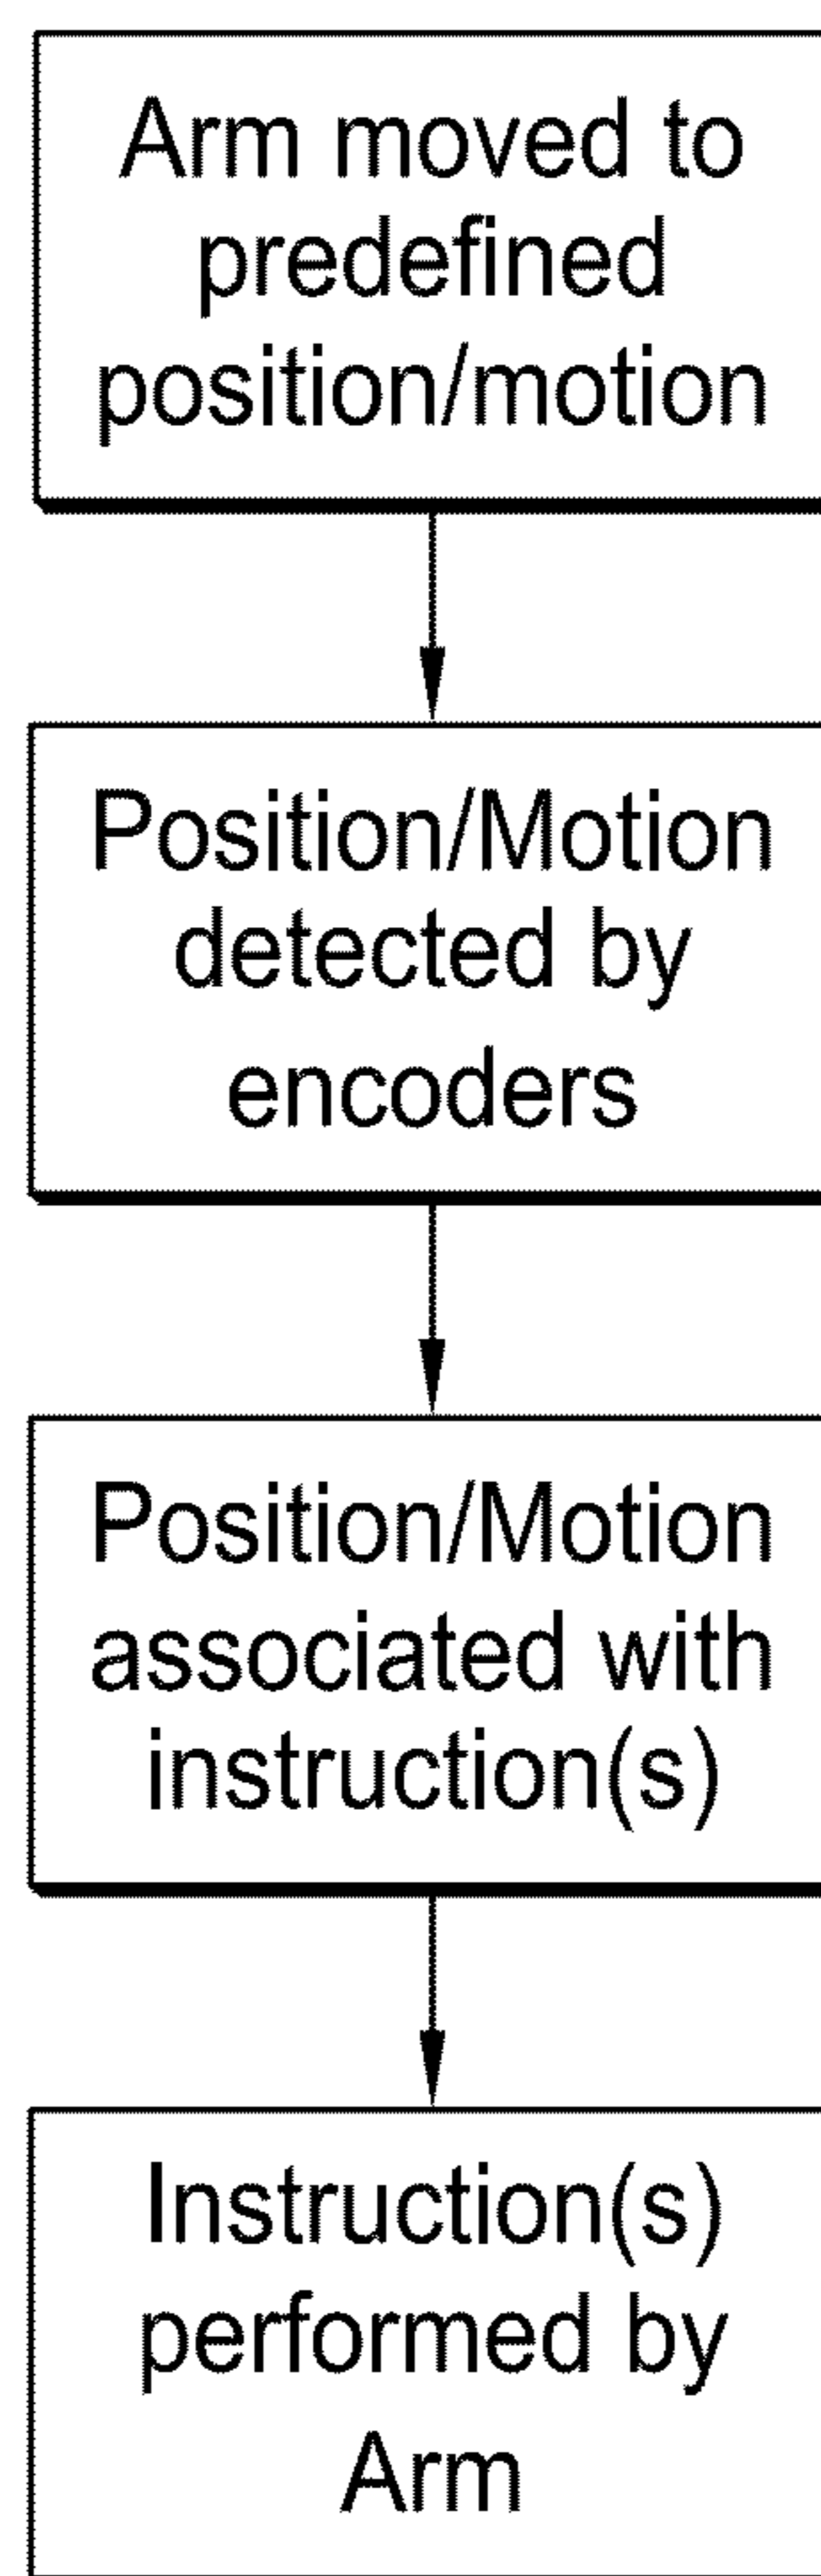 Arm moved to
predefined
position/motion
Position/Motion
detected by
encoders
Position/Motion
associated with
instruction(s)
Instruction(s)
performed by
Arm